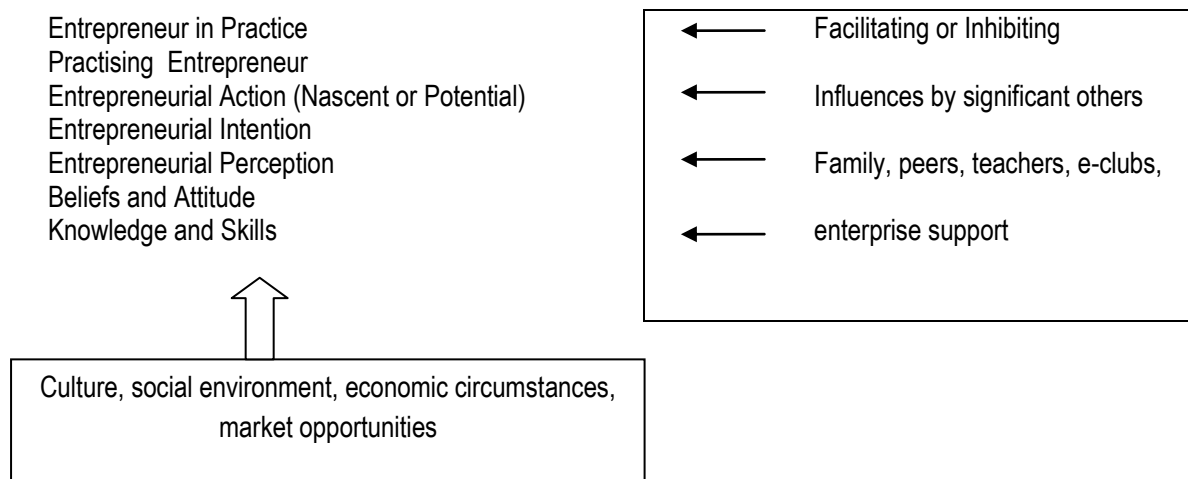 Entrepreneur in Practice
Practising Entrepreneur
Entrepreneurial Action (Nascent or Potential)
Entrepreneurial Intention
Entrepreneurial Perception
Beliefs and Attitude
Knowledge and Skills
Facilitating or Inhibiting
Influences by significant others
Family, peers, teachers, e-clubs,
enterprise support
Culture, social environment, economic circumstances,
market opportunities